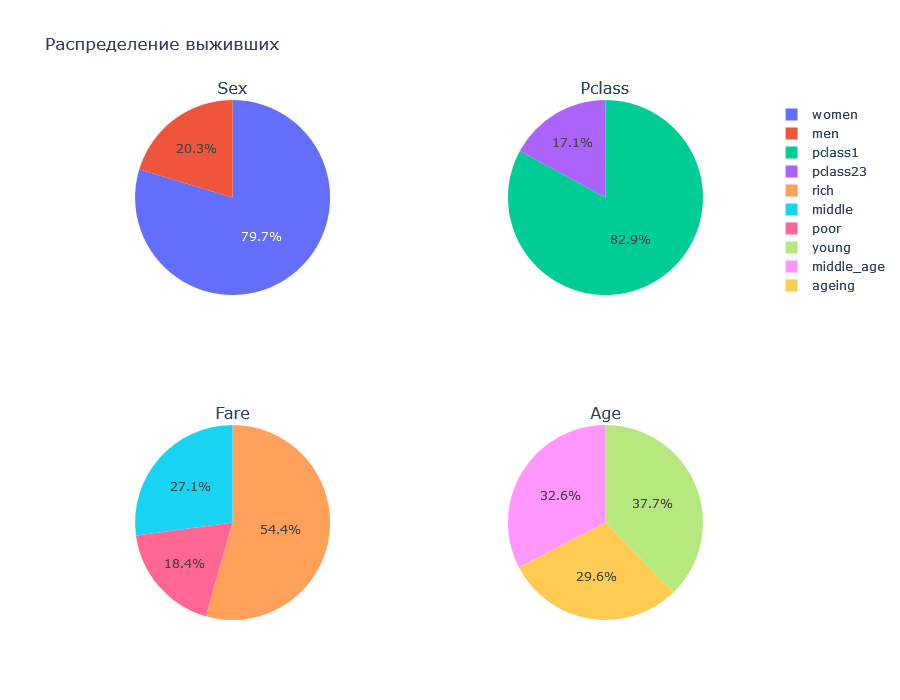 Распределение выживших
Sex
20.3%
79.7%
Pclass
17.1%
82.9%
women
men
pclass1
pclass23
rich
middle
poor
young
middle_age
ageing
Fare
27.1%
54.4%
18.4%
Age
32.6%
37.7%
29.6%